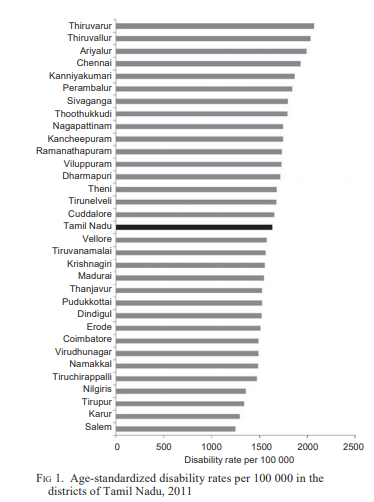 Thiruvarur
Thiruvallur
Ariyalur
Chennai
Kanniyakumari
Perambalur
Sivaganga
Thoothukkudi
Nagapattinam
Kancheepuram
Ramanathapuram
Viluppuram
Dharmapuri
Theni
Tirunelveli
Cuddalore
Tamil Nadu
Vellore
Tiruvanamalai
Krishnagiri
Madurai
Thanjavur
Pudukkottai
Dindigul
Erode
Coimbatore
Virudhunagar
Namakkal
Tiruchirappalli
Nilgiris
Tirupur
Karur
Salem
0 500 1000 1500 2000 2500
Disability rate per 100 000
FIG 1. Age-standardized disability rates per 100 000 in the
districts of Tamil Nadu, 2011